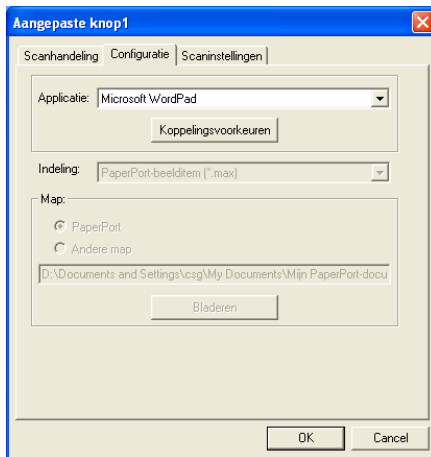 Aangepaste knop1
Scanhandeling Configuratie Scaninstellingen
Applicatie: Microsoft WordPad
Koppelingsvoorkeuren
Indeling: PaperPort-beelditem (*.max)
Map:
PaperPort
Andere map
D:\Documents and Settings\csg\My Documents\Mijn PaperPort-docu
Bladeren
OK Cancel